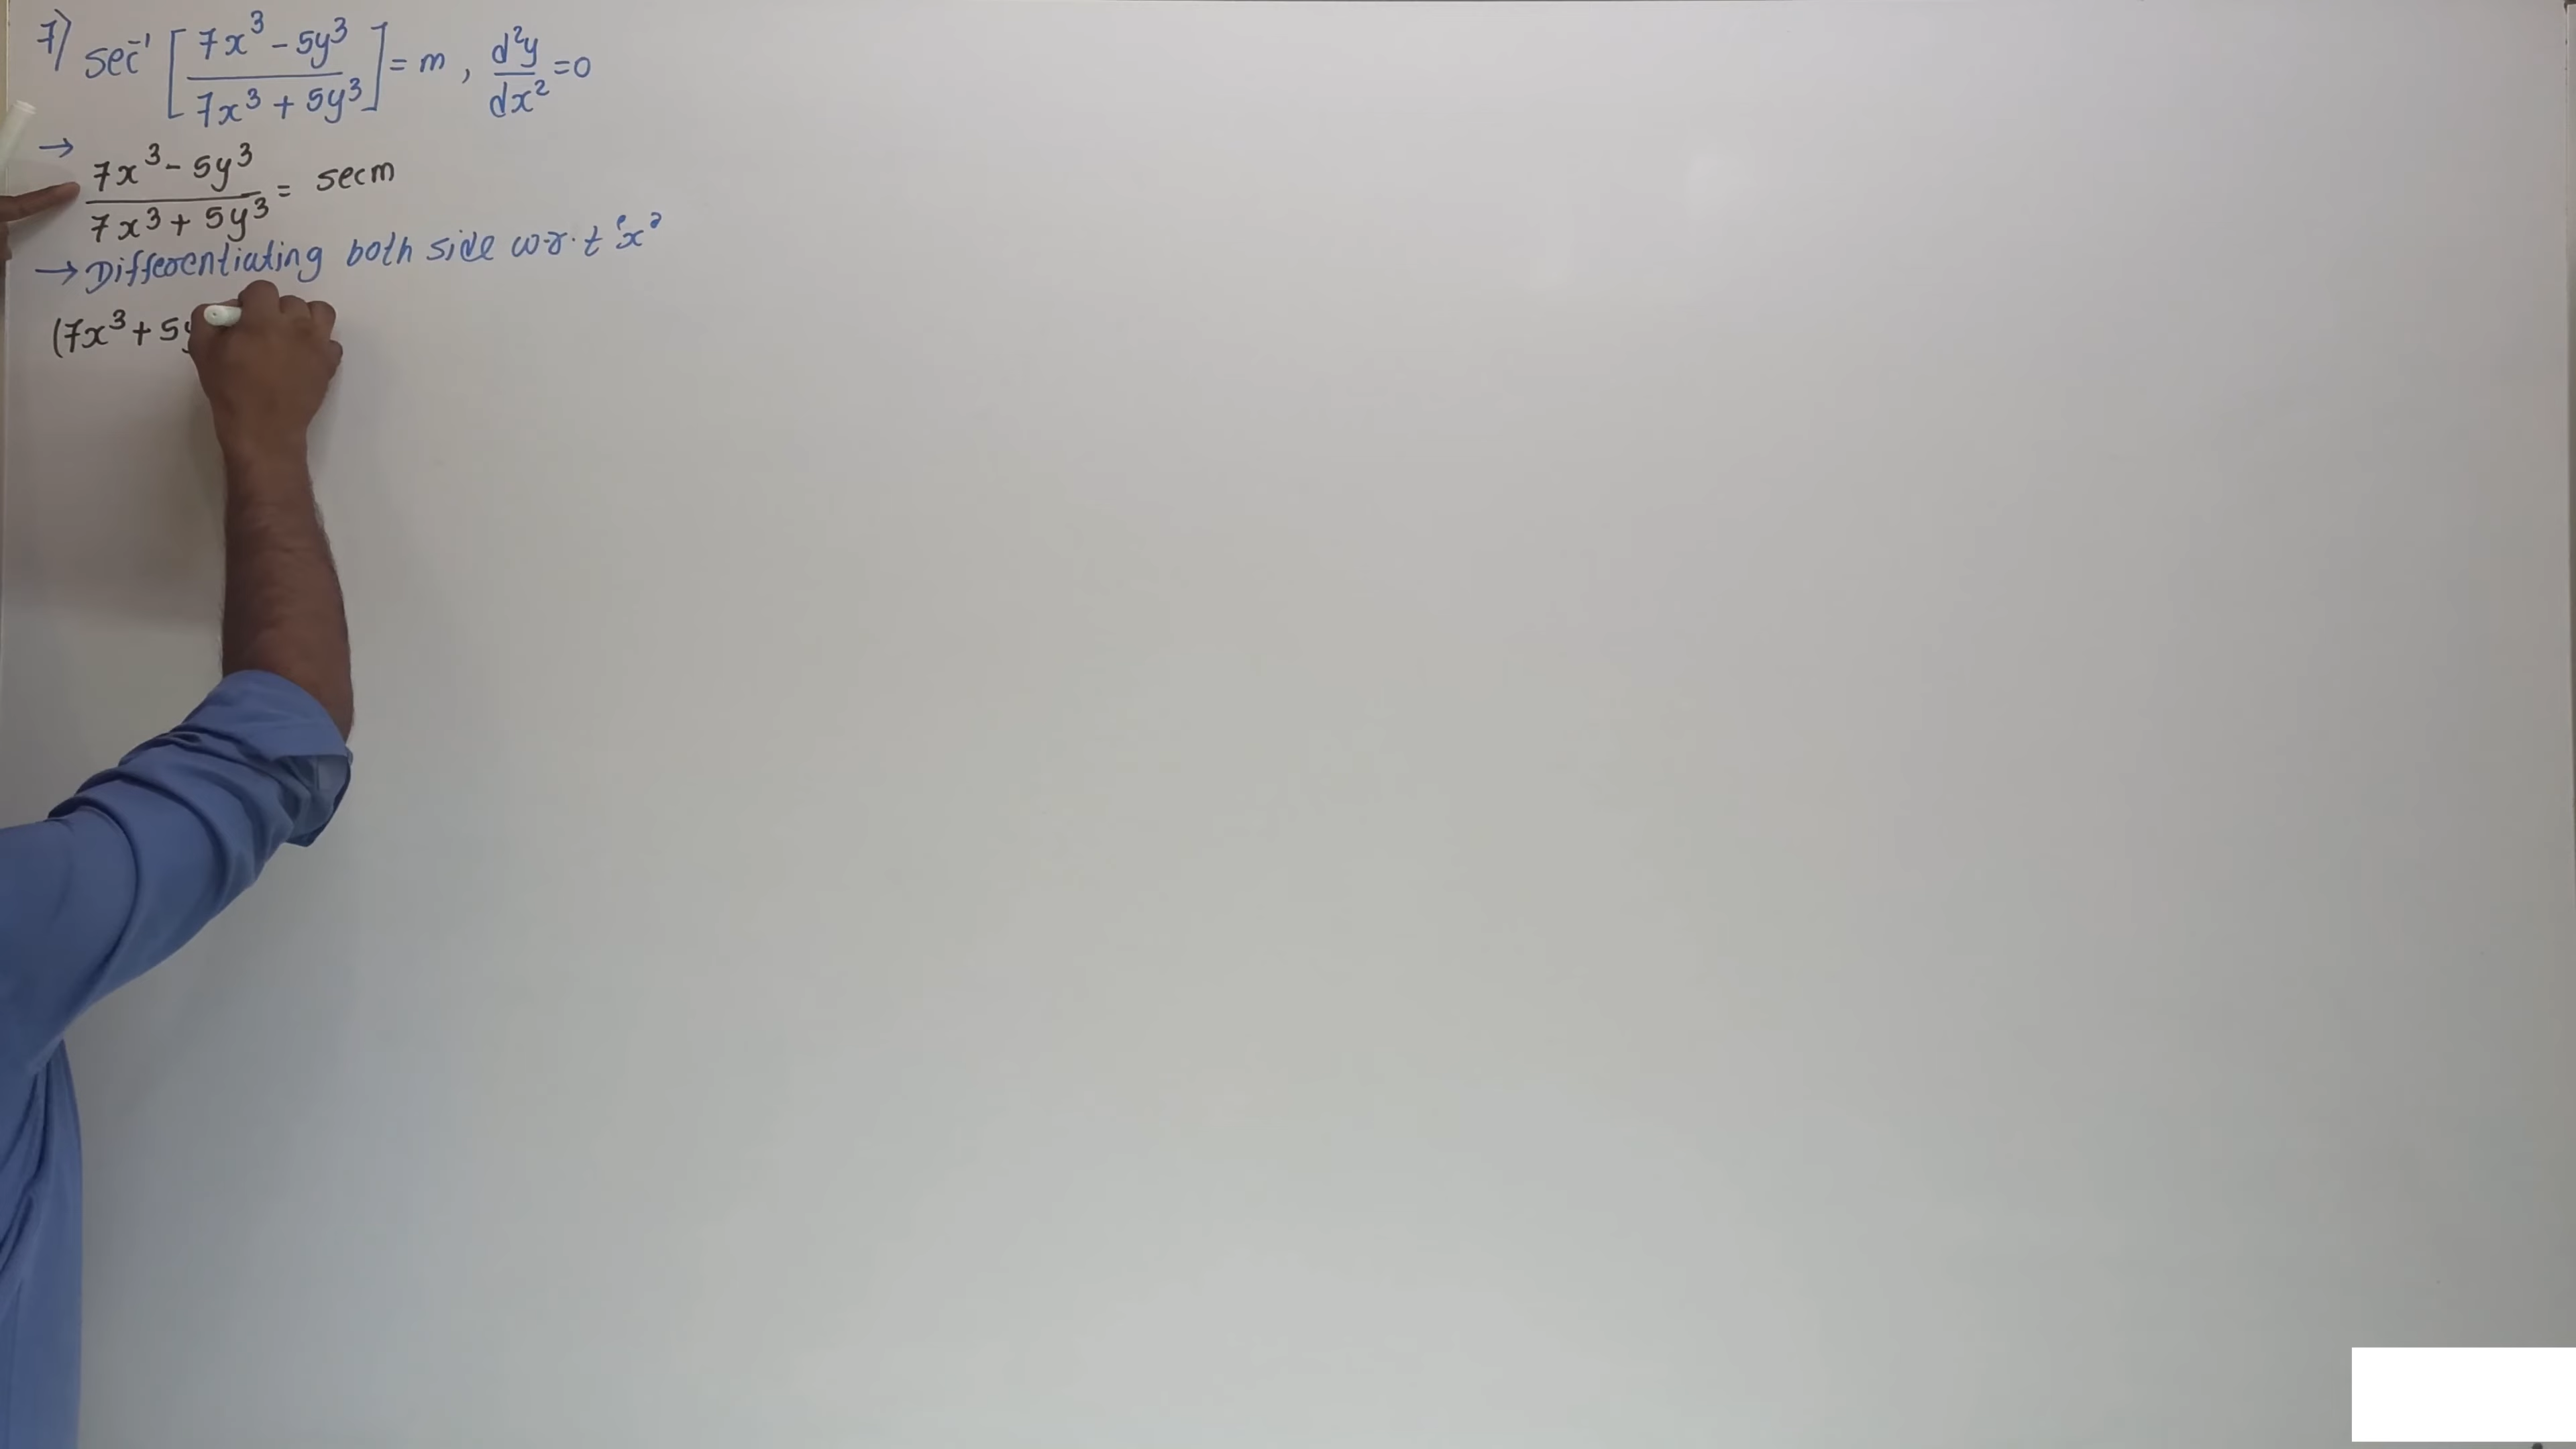 7) sec⁻¹ [7x³ - 5y³ / 7x³ + 5y³] = m, d²y/dx² = 0
→ 7x³ - 5y³ / 7x³ + 5y³ = sec m
→ Differentiating both side w.r.t 'x'
(7x³ + 5y